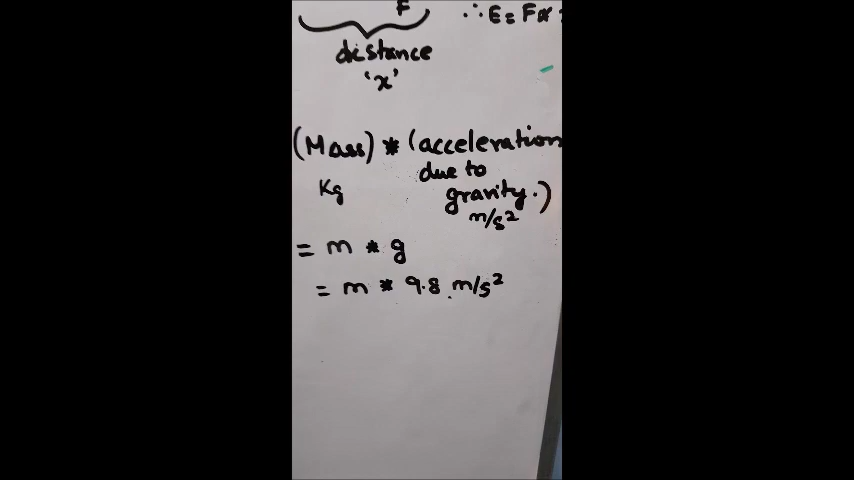 F
∴ E = Fx
distance
'x'
(Mass) * (acceleration
due to
gravity.)
Kg
m/s²
= m * g
= m * 9.8 m/s²